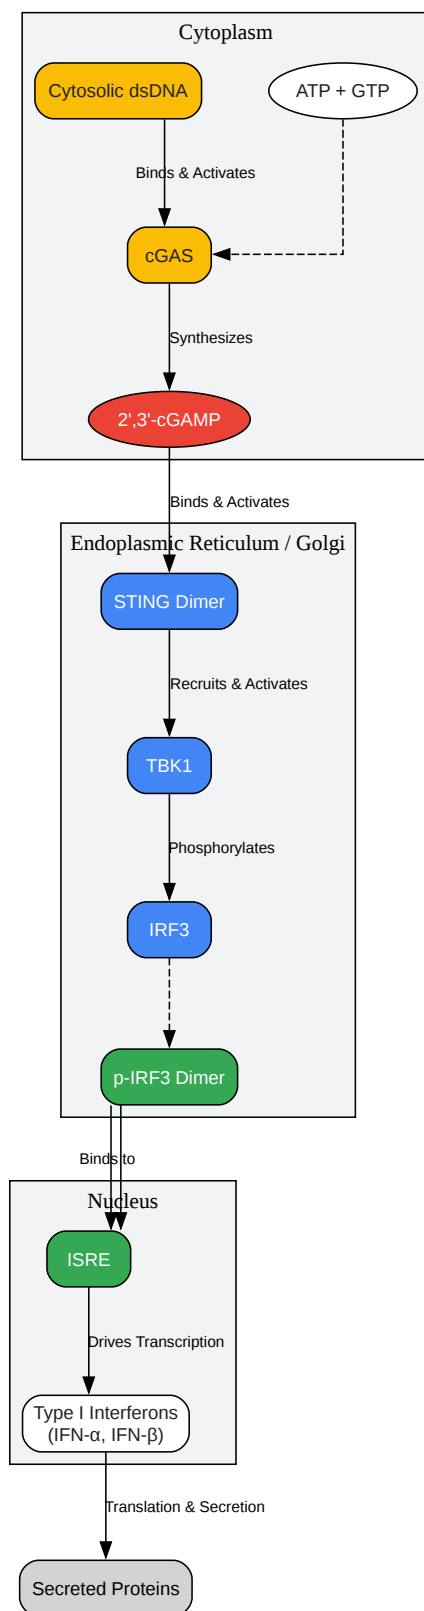 Cytoplasm
Cytosolic dsDNA
ATP + GTP
Binds & Activates
cGAS
Synthesizes
2',3'-cGAMP
Binds & Activates
Endoplasmic Reticulum / Golgi
STING Dimer
Recruits & Activates
TBK1
Phosphorylates
IRF3
p-IRF3 Dimer
Binds to
Nucleus
ISRE
Drives Transcription
Type I Interferons
(IFN-α, IFN-β)
Translation & Secretion
Secreted Proteins